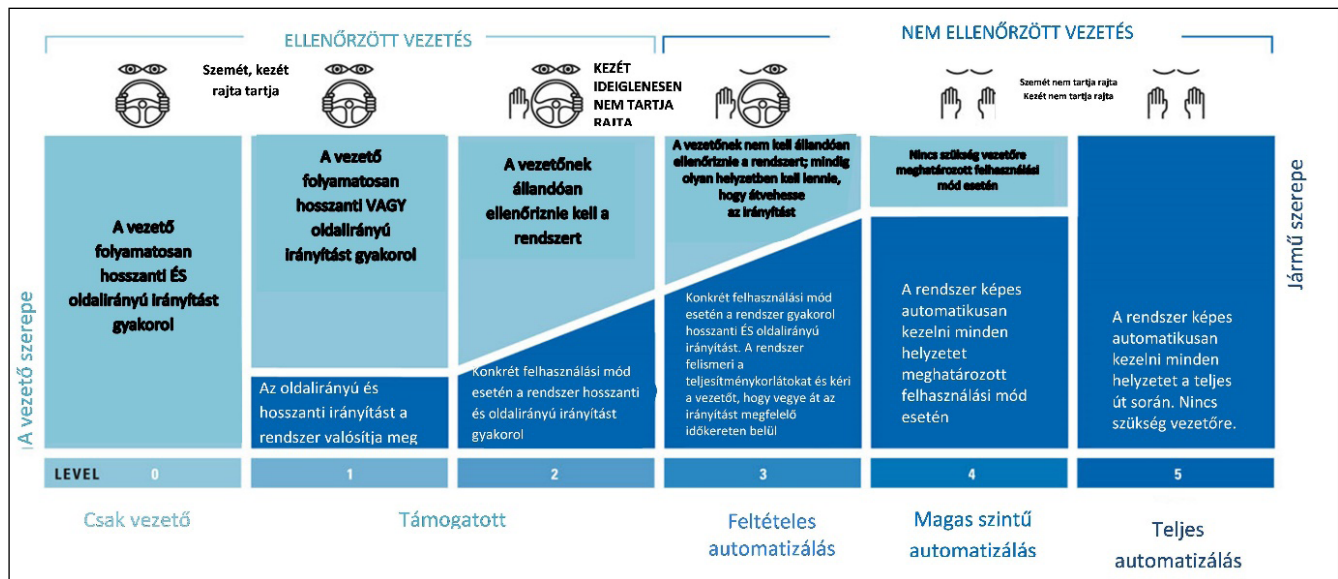 ELLENŐRZÖTT VEZETÉS
NEM ELLENŐRZÖTT VEZETÉS
Szemét, kezét
rajta tartja
KEZÉT
IDEIGLENESEN
NEM TARTJA
RAJTA
Szemét nem tartja rajta
Kezét nem tartja rajta
A vezető szerepe
A vezető
folyamatosan
hosszanti ÉS
oldalirányú irányítást
gyakorol
A vezető
folyamatosan
hosszanti VAGY
oldalirányú
irányítást gyakorol
Az oldalirányú és
hosszanti irányítást a
rendszer valósítja meg
A vezetőnek
állandóan
ellenőriznie kell a
rendszert
Konkrét felhasználási mód
esetén a rendszer hosszanti
és oldalirányú irányítást
gyakorol
A vezetőnek nem kell állandóan
ellenőriznie a rendszert; mindig
olyan helyzetben kell lennie,
hogy átvehesse
az irányítást
Konkrét felhasználási mód
esetén a rendszer gyakorol
hosszanti ÉS oldalirányú
irányítást. A rendszer
felismeri a
teljesítménykorlátokat és kéri
a vezetőt, hogy vegye át az
irányítást megfelelő
időkereten belül
Nincs szükség vezetőre
meghatározott felhasználási
mód esetén
A rendszer képes
automatikusan
kezelni minden
helyzetet
meghatározott
felhasználási mód
esetén
A rendszer képes
automatikusan
kezelni minden
helyzetet a teljes
út során. Nincs
szükség vezetőre.
Jármű szerepe
LEVEL 0 1 2 3 4 5
Csak vezető
Támogatott
Feltételes
automatizálás
Magas szintű
automatizálás
Teljes
automatizálás